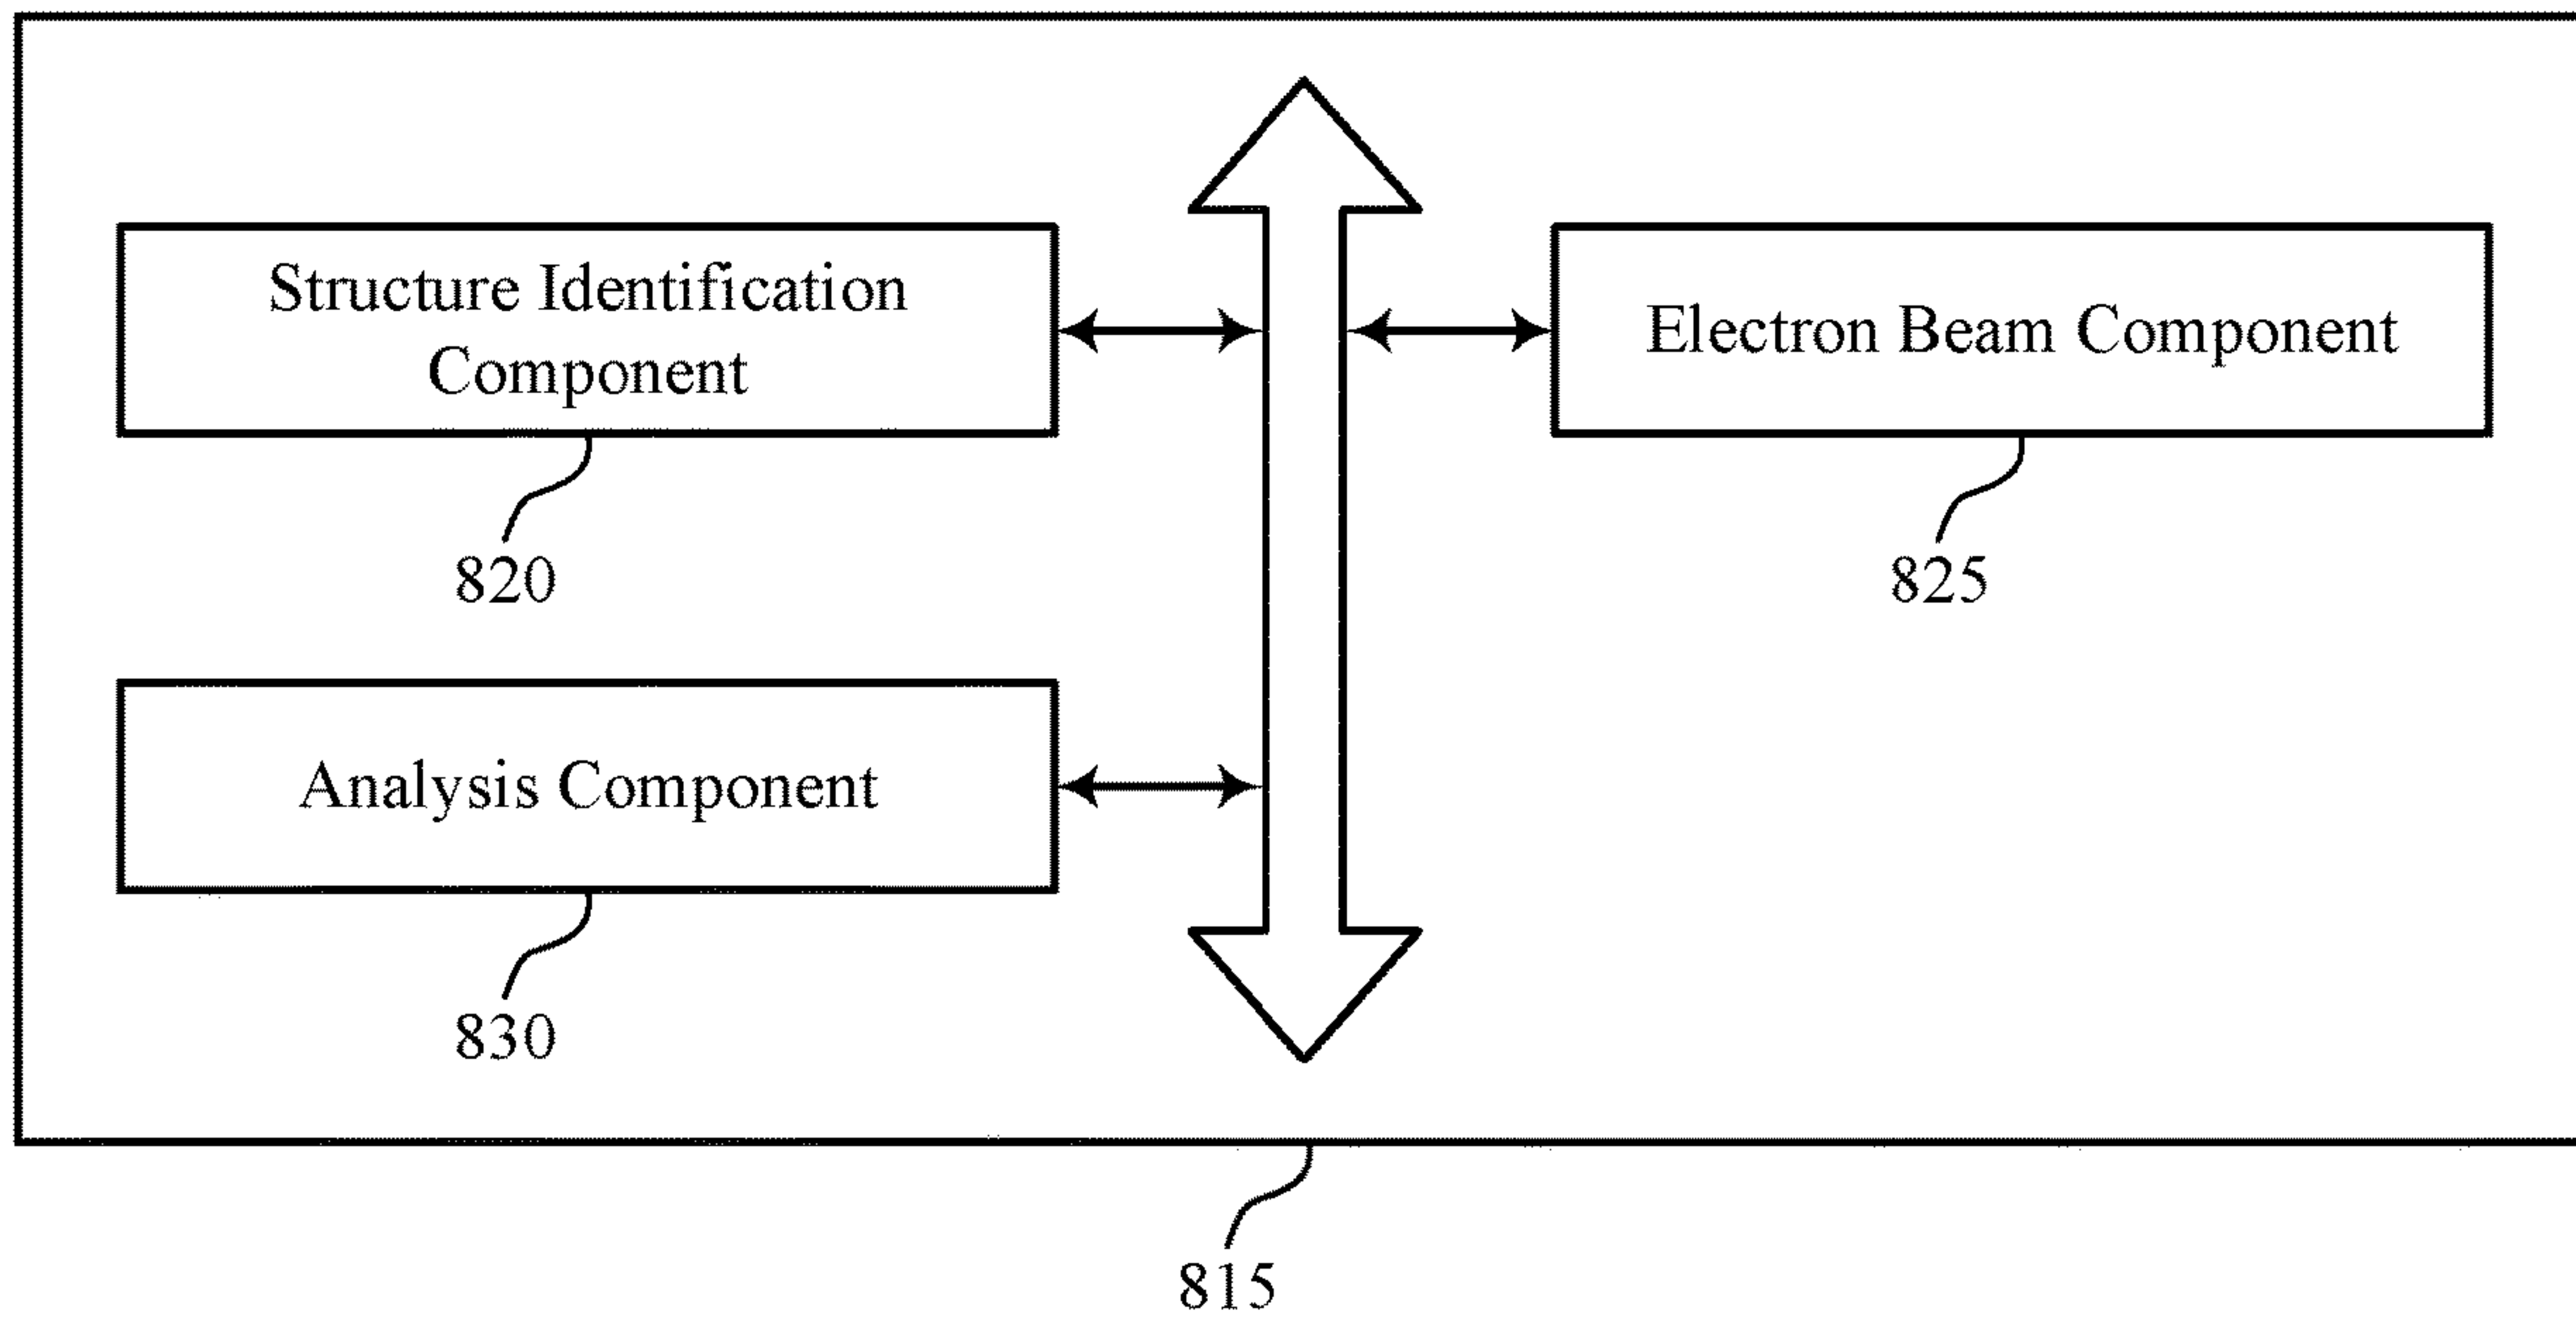 Structure Identification
Component
820
Electron Beam Component
825
Analysis Component
830
815